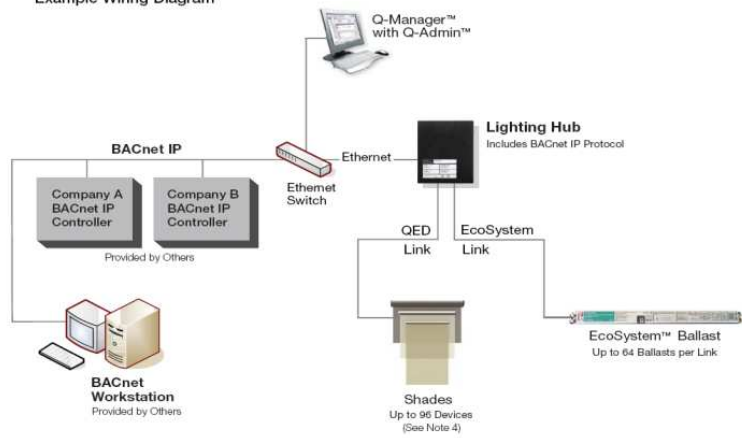 Example Wiring Diagram
Q-Manager™
with Q-Admin™
Lighting Hub
Includes BACnet IP Protocol
BACnet IP
Ethernet
Ethernet
Switch
Company A
BACnet IP
Controller
Company B
BACnet IP
Controller
Provided by Others
QED
Link
EcoSystem
Link
EcoSystem™ Ballast
Up to 64 Ballasts per Link
BACnet
Workstation
Provided by Others
Shades
Up to 96 Devices
(See Note 4)